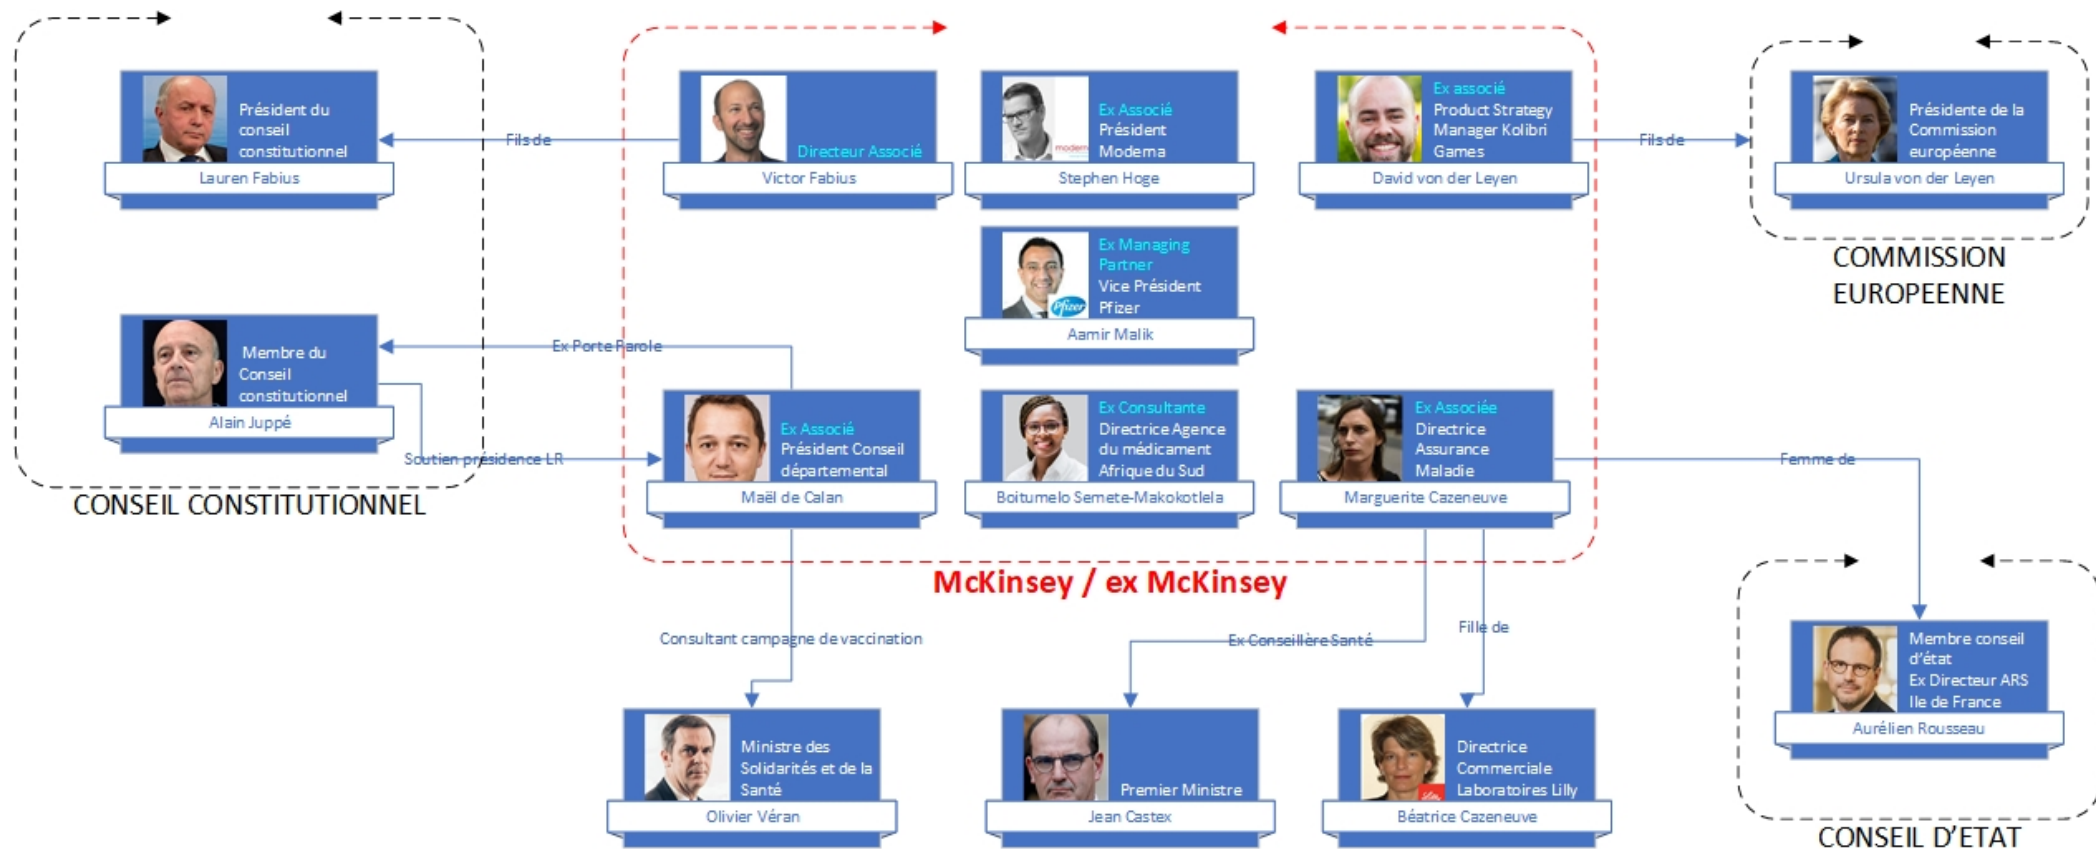 Président du
conseil
constitutionnel
Lauren Fabius
Fils de
Directeur Associé
Victor Fabius
Ex Associé
Président
Moderna
moderna
Stephen Hoge
Ex associé
Product Strategy
Manager Kolibri
Games
David von der Leyen
Fils de
Présidente de la
Commission
européenne
Ursula von der Leyen
COMMISSION
EUROPEENNE
Ex Managing
Partner
Vice Président
Pfizer
Pfizer
Aamir Malik
Membre du
Conseil
constitutionnel
Alain Juppé
Ex Porte Parole
Soutien présidence LR
CONSEIL CONSTITUTIONNEL
Ex Associé
Président Conseil
départemental
Maël de Calan
Ex Consultante
Directrice Agence
du médicament
Afrique du Sud
Boitumelo Semete-Makokotlela
Ex Associée
Directrice
Assurance
Maladie
Marguerite Cazeneuve
Femme de
McKinsey / ex McKinsey
Consultant campagne de vaccination
Ex Conseillère Santé
Fille de
Ministre des
Solidarités et de la
Santé
Olivier Véran
Premier Ministre
Jean Castex
Directrice
Commerciale
Laboratoires Lilly
Lilly
Béatrice Cazeneuve
Membre conseil
d'état
Ex Directeur ARS
Ile de France
Aurélien Rousseau
CONSEIL D'ETAT